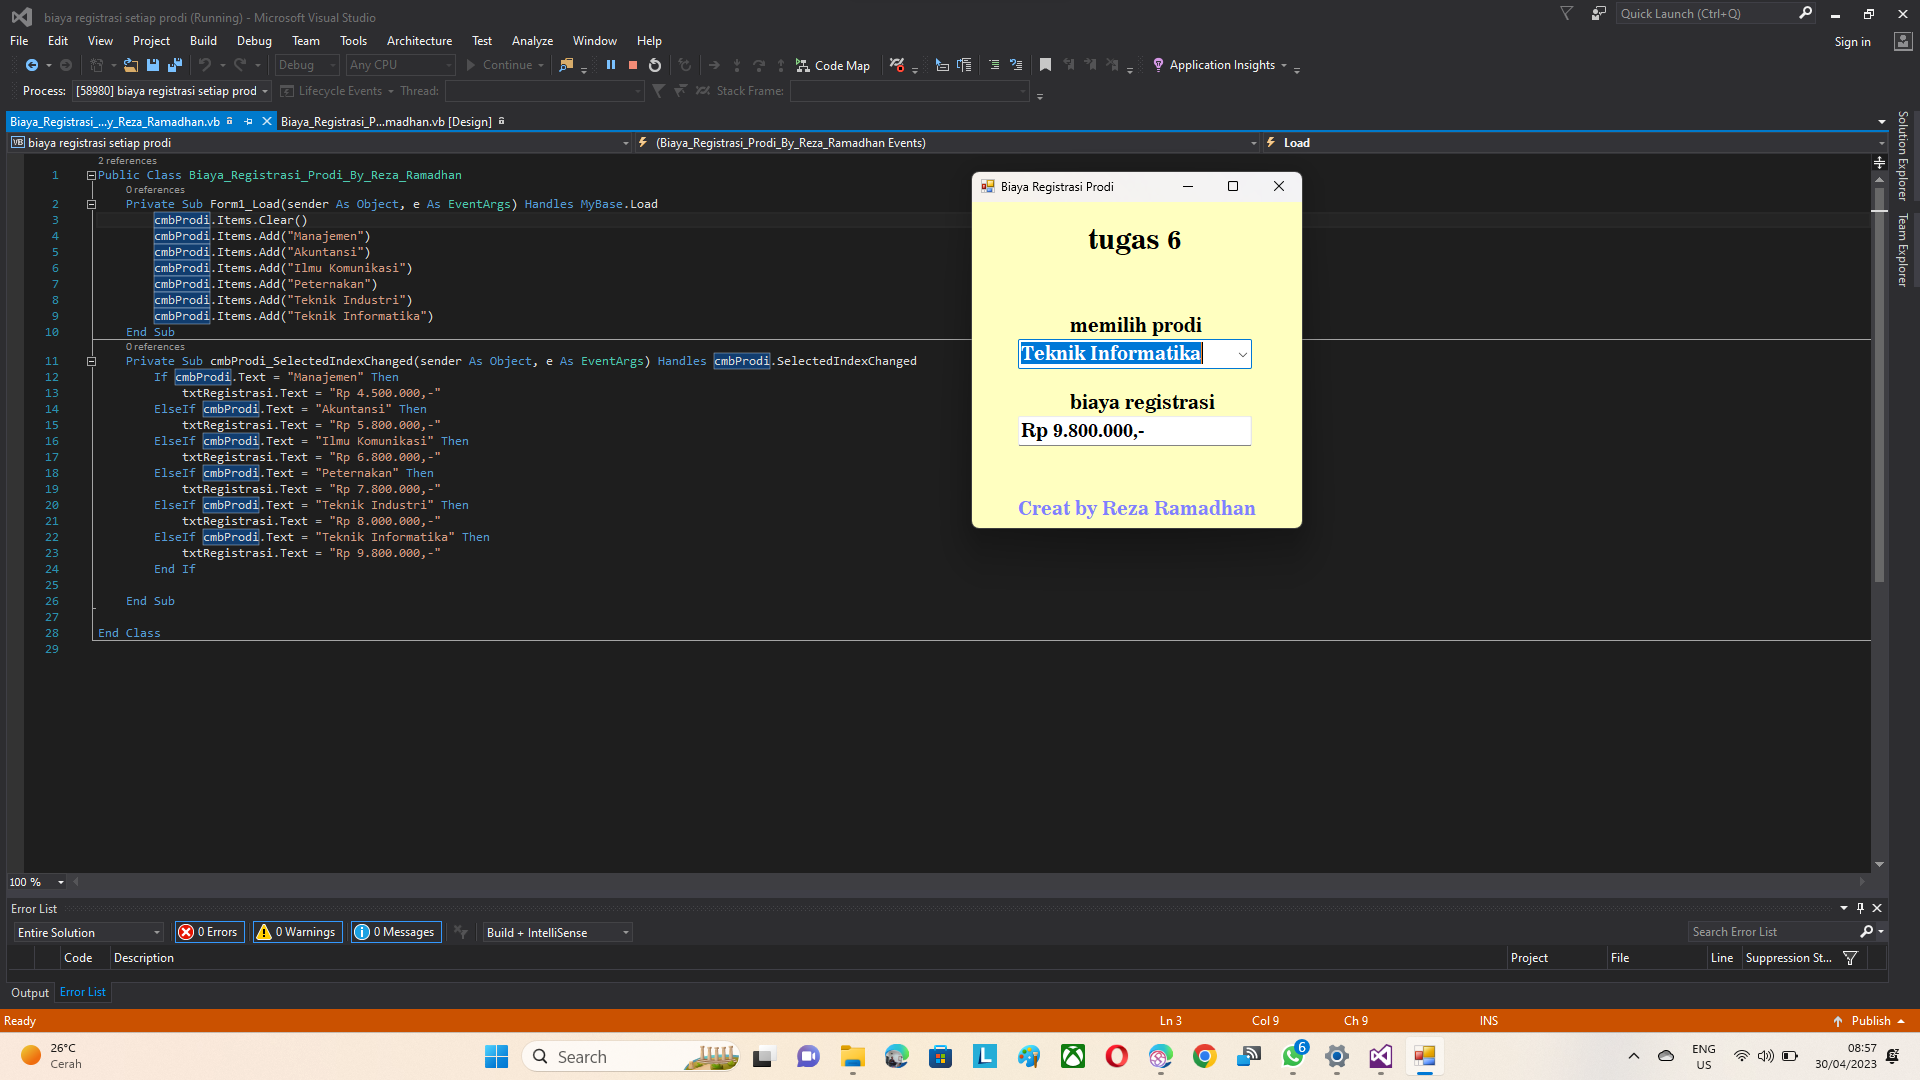 biaya registrasi setiap prodi (Running) - Microsoft Visual Studio
Quick Launch (Ctrl+Q)
File Edit View Project Build Debug Team Tools Architecture Test Analyze Window Help
Sign in
Debug Any CPU Continue Code Map Application Insights
Process: [58980] biaya registrasi setiap prod Lifecycle Events Thread: Stack Frame:
Biaya_Registrasi_...y_Reza_Ramadhan.vb Biaya_Registrasi_P...madhan.vb [Design]
VB biaya registrasi setiap prodi (Biaya_Registrasi_Prodi_By_Reza_Ramadhan Events) Load
2 references
1 Public Class Biaya_Registrasi_Prodi_By_Reza_Ramadhan
0 references
2 Private Sub Form1_Load(sender As Object, e As EventArgs) Handles MyBase.Load
3 cmbProdi.Items.Clear()
4 cmbProdi.Items.Add("Manajemen")
5 cmbProdi.Items.Add("Akuntansi")
6 cmbProdi.Items.Add("Ilmu Komunikasi")
7 cmbProdi.Items.Add("Peternakan")
8 cmbProdi.Items.Add("Teknik Industri")
9 cmbProdi.Items.Add("Teknik Informatika")
10 End Sub
0 references
11 Private Sub cmbProdi_SelectedIndexChanged(sender As Object, e As EventArgs) Handles cmbProdi.SelectedIndexChanged
12 If cmbProdi.Text = "Manajemen" Then
13 txtRegistrasi.Text = "Rp 4.500.000,-"
14 ElseIf cmbProdi.Text = "Akuntansi" Then
15 txtRegistrasi.Text = "Rp 5.800.000,-"
16 ElseIf cmbProdi.Text = "Ilmu Komunikasi" Then
17 txtRegistrasi.Text = "Rp 6.800.000,-"
18 ElseIf cmbProdi.Text = "Peternakan" Then
19 txtRegistrasi.Text = "Rp 7.800.000,-"
20 ElseIf cmbProdi.Text = "Teknik Industri" Then
21 txtRegistrasi.Text = "Rp 8.000.000,-"
22 ElseIf cmbProdi.Text = "Teknik Informatika" Then
23 txtRegistrasi.Text = "Rp 9.800.000,-"
24 End If
25
26 End Sub
27
28 End Class
29
Biaya Registrasi Prodi
tugas 6
memilih prodi
Teknik Informatika
biaya registrasi
Rp 9.800.000,-
Creat by Reza Ramadhan
Solution Explorer
Team Explorer
100 %
Error List
Entire Solution 0 Errors 0 Warnings 0 Messages Build + IntelliSense Search Error List
Code Description Project File Line Suppression St...
Output Error List
Ready Ln 3 Col 9 Ch 9 INS Publish
26°C
Cerah
Search
L
6
ENG
US
08:57
30/04/2023